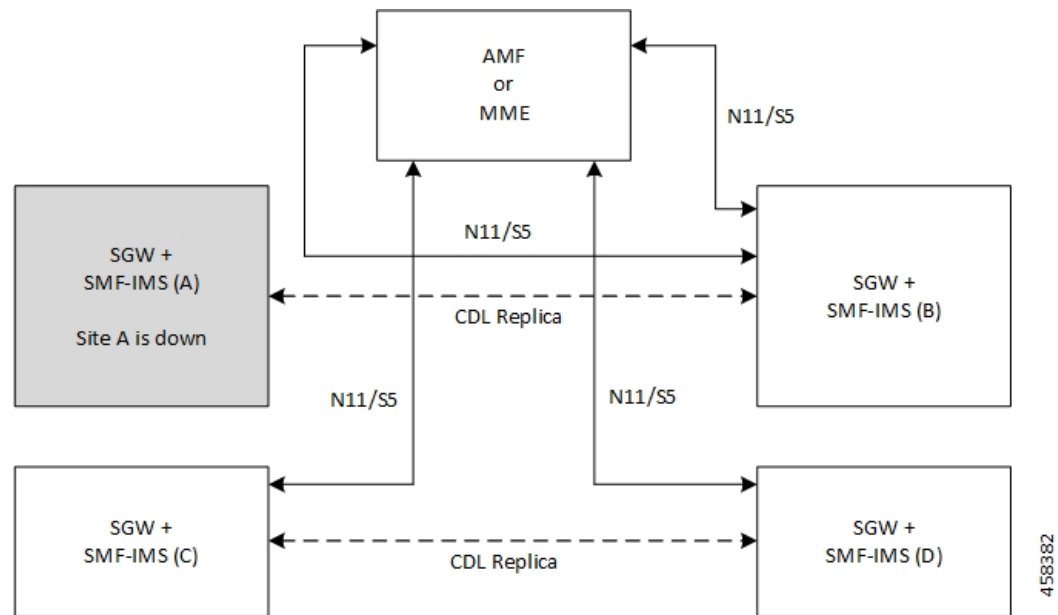 AMF
or
MME
N11/S5
N11/S5
SGW +
SMF-IMS (A)
Site A is down
SGW +
SMF-IMS (B)
CDL Replica
N11/S5
N11/S5
SGW +
SMF-IMS (C)
SGW +
SMF-IMS (D)
CDL Replica
458382